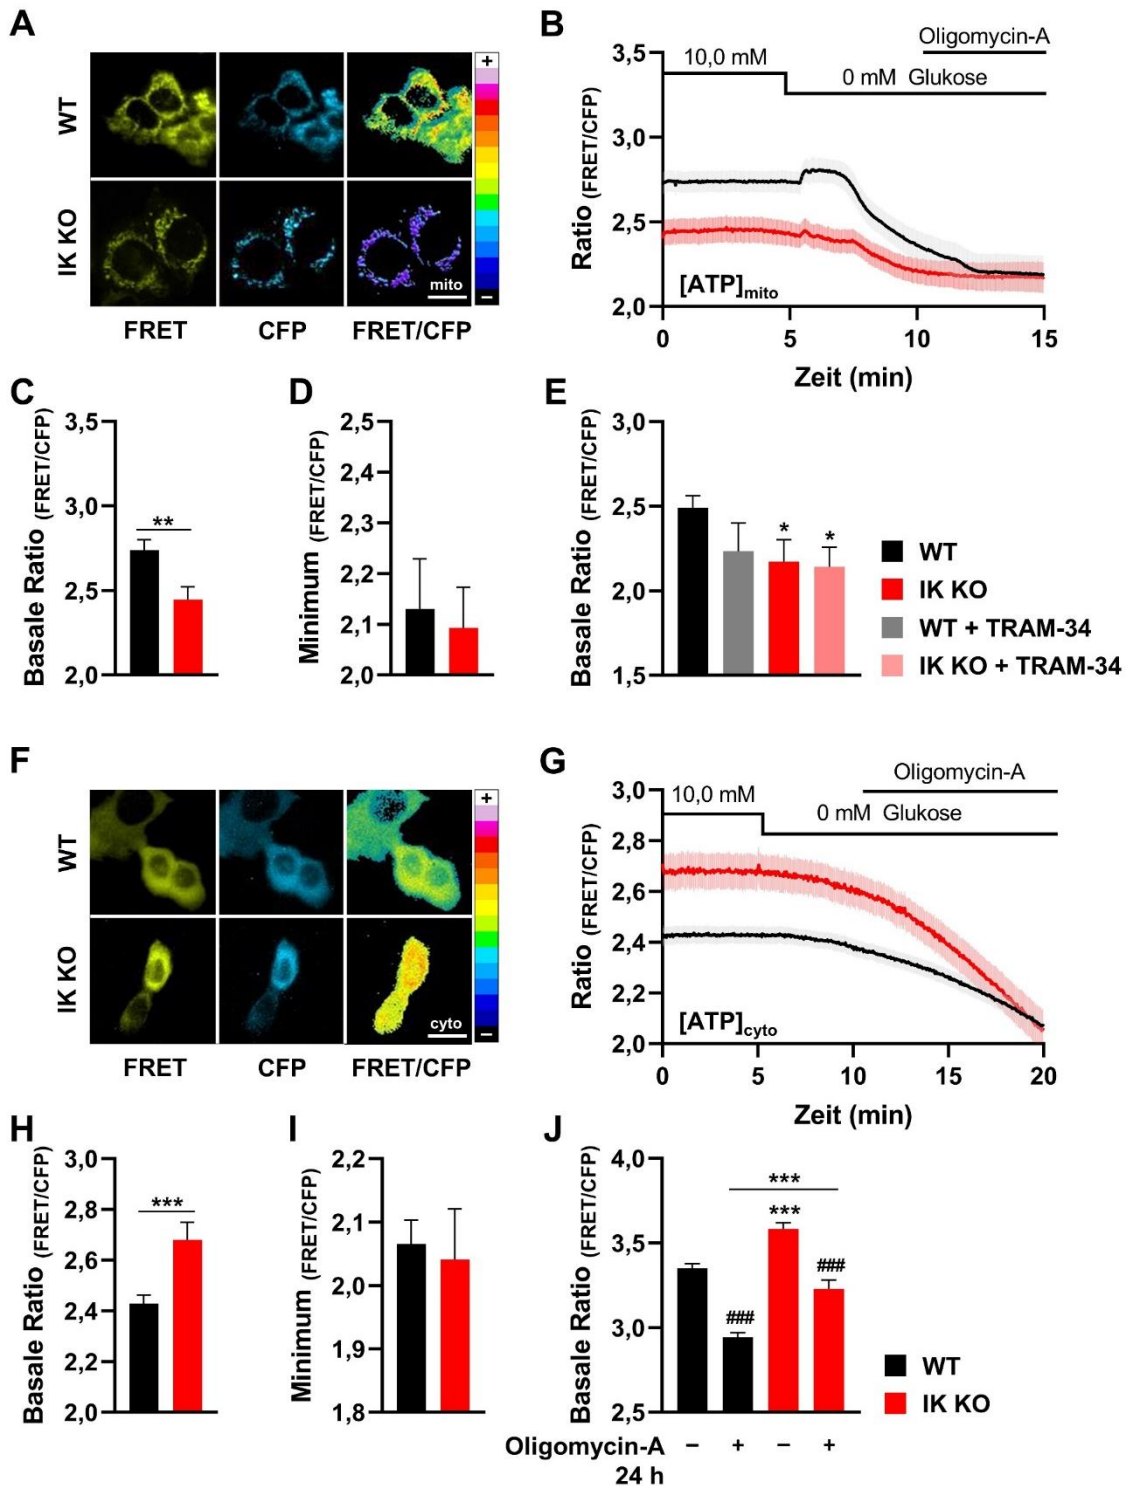 A
WT
IK KO
+
–
mito
FRET
CFP
FRET/CFP
B
Oligomycin-A
10,0 mM
0 mM Glukose
Ratio (FRET/CFP)
3,5
3,0
2,5
2,0
[ATP]mito
0
5
10
15
Zeit (min)
C
Basale Ratio (FRET/CFP)
3,5
3,0
2,5
2,0
**
D
Minimum (FRET/CFP)
2,5
2,4
2,3
2,2
2,1
2,0
E
Basale Ratio (FRET/CFP)
3,0
2,5
2,0
1,5
*
*
WT
IK KO
WT + TRAM-34
IK KO + TRAM-34
F
WT
IK KO
+
–
cyto
FRET
CFP
FRET/CFP
G
Oligomycin-A
10,0 mM
0 mM Glukose
Ratio (FRET/CFP)
3,0
2,8
2,6
2,4
2,2
2,0
[ATP]cyto
0
5
10
15
20
Zeit (min)
H
Basale Ratio (FRET/CFP)
3,0
2,8
2,6
2,4
2,2
2,0
***
I
Minimum (FRET/CFP)
2,2
2,1
2,0
1,9
1,8
J
Basale Ratio (FRET/CFP)
4,0
3,5
3,0
2,5
***
***
###
###
WT
IK KO
Oligomycin-A – + – +
24 h